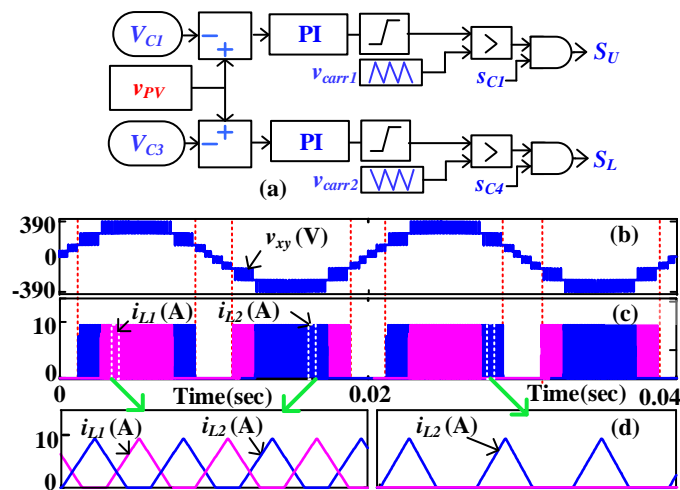 V_C1
PI
v_carr1
s_C1
S_U
v_PV
V_C3
PI
v_carr2
s_C4
S_L
(a)
390
0
-390
v_xy (V)
(b)
10
0
i_L1 (A)
i_L2 (A)
(c)
0 Time(sec) 0.02 Time(sec) 0.04
10
0
i_L1 (A)
i_L2 (A)
i_L2 (A)
(d)